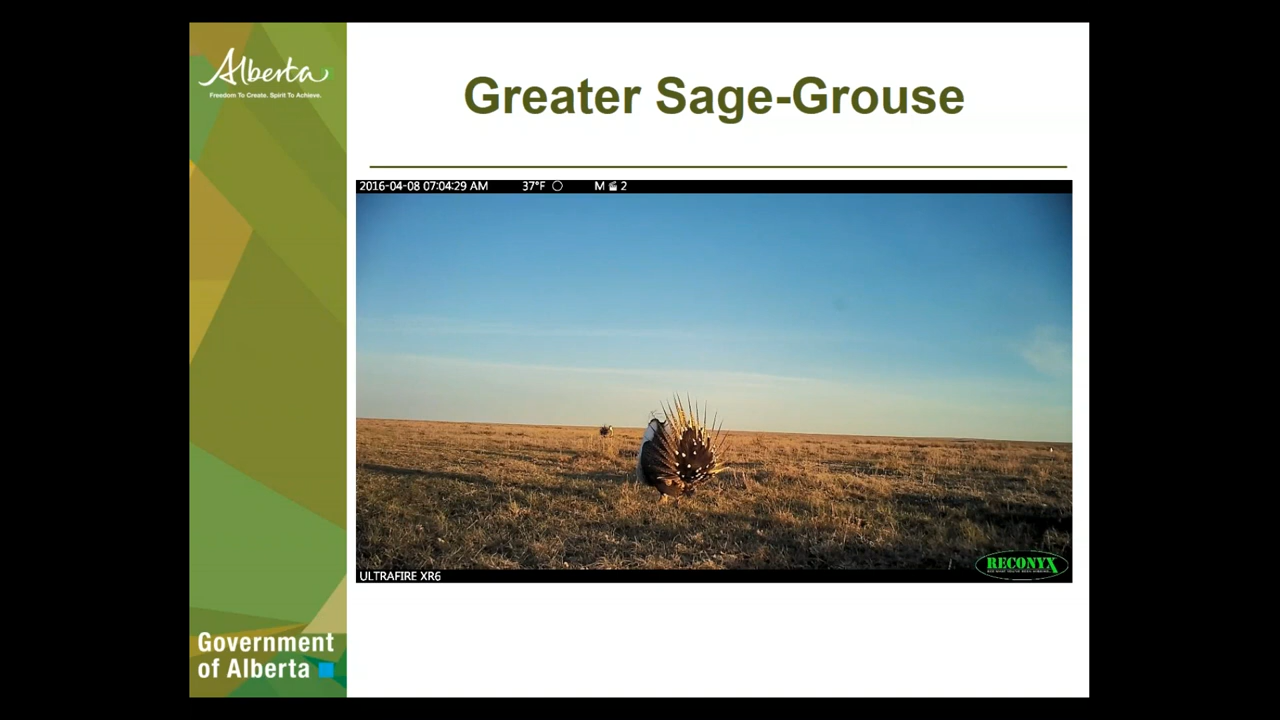 Alberta
Freedom To Create. Spirit To Achieve.
Greater Sage-Grouse
2016-04-08 07:04:29 AM 37°F M 2
ULTRAFIRE XR6
RECONYX
Government
of Alberta